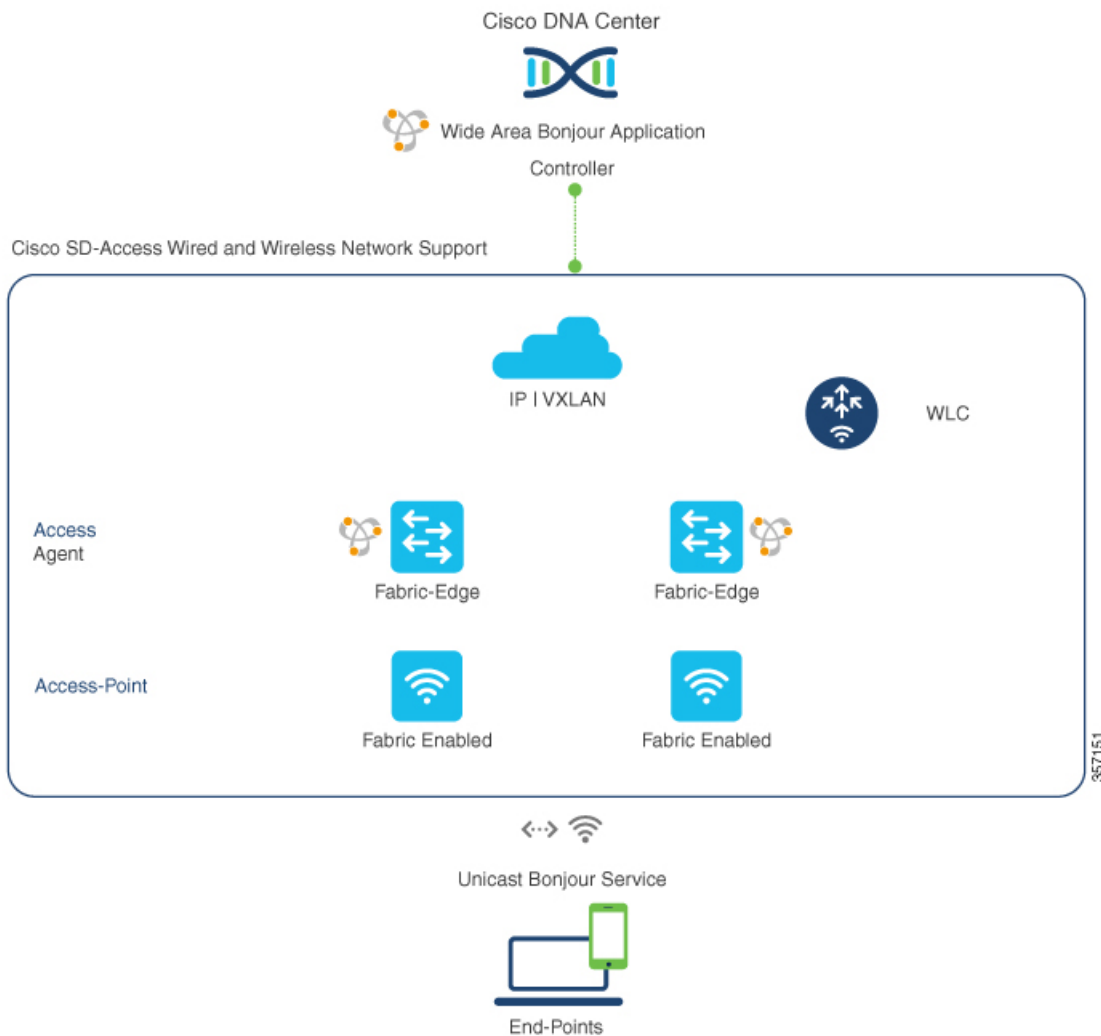 Cisco DNA Center
Wide Area Bonjour Application
Controller
Cisco SD-Access Wired and Wireless Network Support
IP | VXLAN
WLC
Access
Agent
Fabric-Edge
Fabric-Edge
Access-Point
Fabric Enabled
Fabric Enabled
357151
Unicast Bonjour Service
End-Points